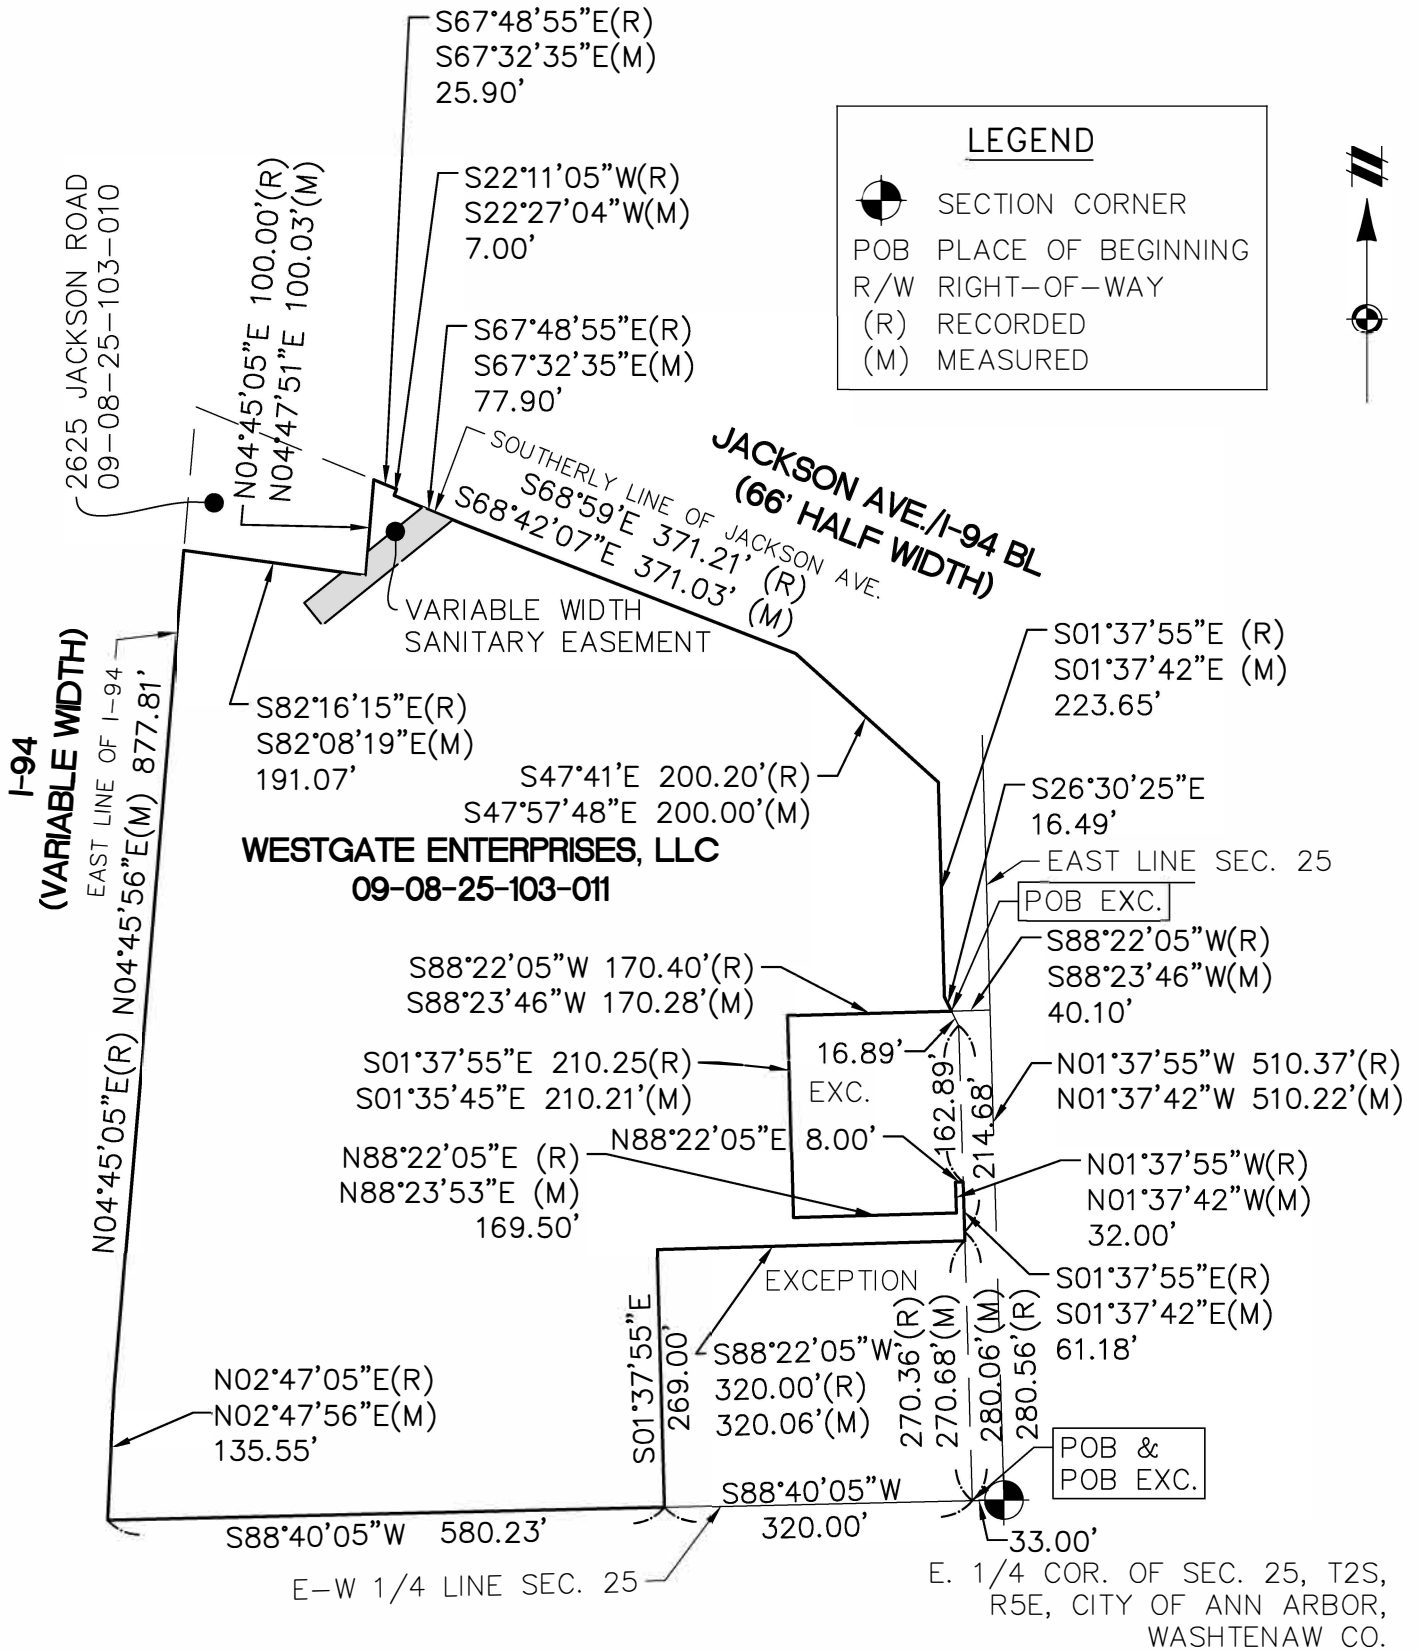 S67°48'55"E(R)
S67°32'35"E(M)
25.90'
LEGEND
SECTION CORNER
POB PLACE OF BEGINNING
R/W RIGHT-OF-WAY
(R) RECORDED
(M) MEASURED
2625 JACKSON ROAD
09-08-25-103-010
N04°45'05"E 100.00'(R)
N04°47'51"E 100.03'(M)
S22°11'05"W(R)
S22°27'04"W(M)
7.00'
S67°48'55"E(R)
S67°32'35"E(M)
77.90'
SOUTHERLY LINE OF JACKSON AVE.
S68°59'E 371.21' (R)
S68°42'07"E 371.03' (M)
JACKSON AVE./I-94 BL
(66' HALF WIDTH)
VARIABLE WIDTH
SANITARY EASEMENT
S01°37'55"E (R)
S01°37'42"E (M)
223.65'
I-94
(VARIABLE WIDTH)
EAST LINE OF I-94
N04°45'05"E(R) N04°45'56"E(M) 877.81'
S82°16'15"E(R)
S82°08'19"E(M)
191.07'
S47°41'E 200.20'(R)
S47°57'48"E 200.00'(M)
S26°30'25"E
16.49'
EAST LINE SEC. 25
WESTGATE ENTERPRISES, LLC
09-08-25-103-011
POB EXC.
S88°22'05"W(R)
S88°23'46"W(M)
40.10'
S88°22'05"W 170.40'(R)
S88°23'46"W 170.28'(M)
16.89'
EXC.
162.89'
214.68'
N01°37'55"W 510.37'(R)
N01°37'42"W 510.22'(M)
S01°37'55"E 210.25(R)
S01°35'45"E 210.21'(M)
N88°22'05"E 8.00'
N88°22'05"E (R)
N88°23'53"E (M)
169.50'
N01°37'55"W(R)
N01°37'42"W(M)
32.00'
EXCEPTION
S01°37'55"E(R)
S01°37'42"E(M)
61.18'
S01°37'55"E
269.00'
S88°22'05"W
320.00'(R)
320.06'(M)
270.36'(R)
270.68'(M)
280.06'(M)
280.56'(R)
N02°47'05"E(R)
N02°47'56"E(M)
135.55'
POB &
POB EXC.
S88°40'05"W
320.00'
S88°40'05"W 580.23'
33.00'
E-W 1/4 LINE SEC. 25
E. 1/4 COR. OF SEC. 25, T2S,
R5E, CITY OF ANN ARBOR,
WASHTENAW CO.